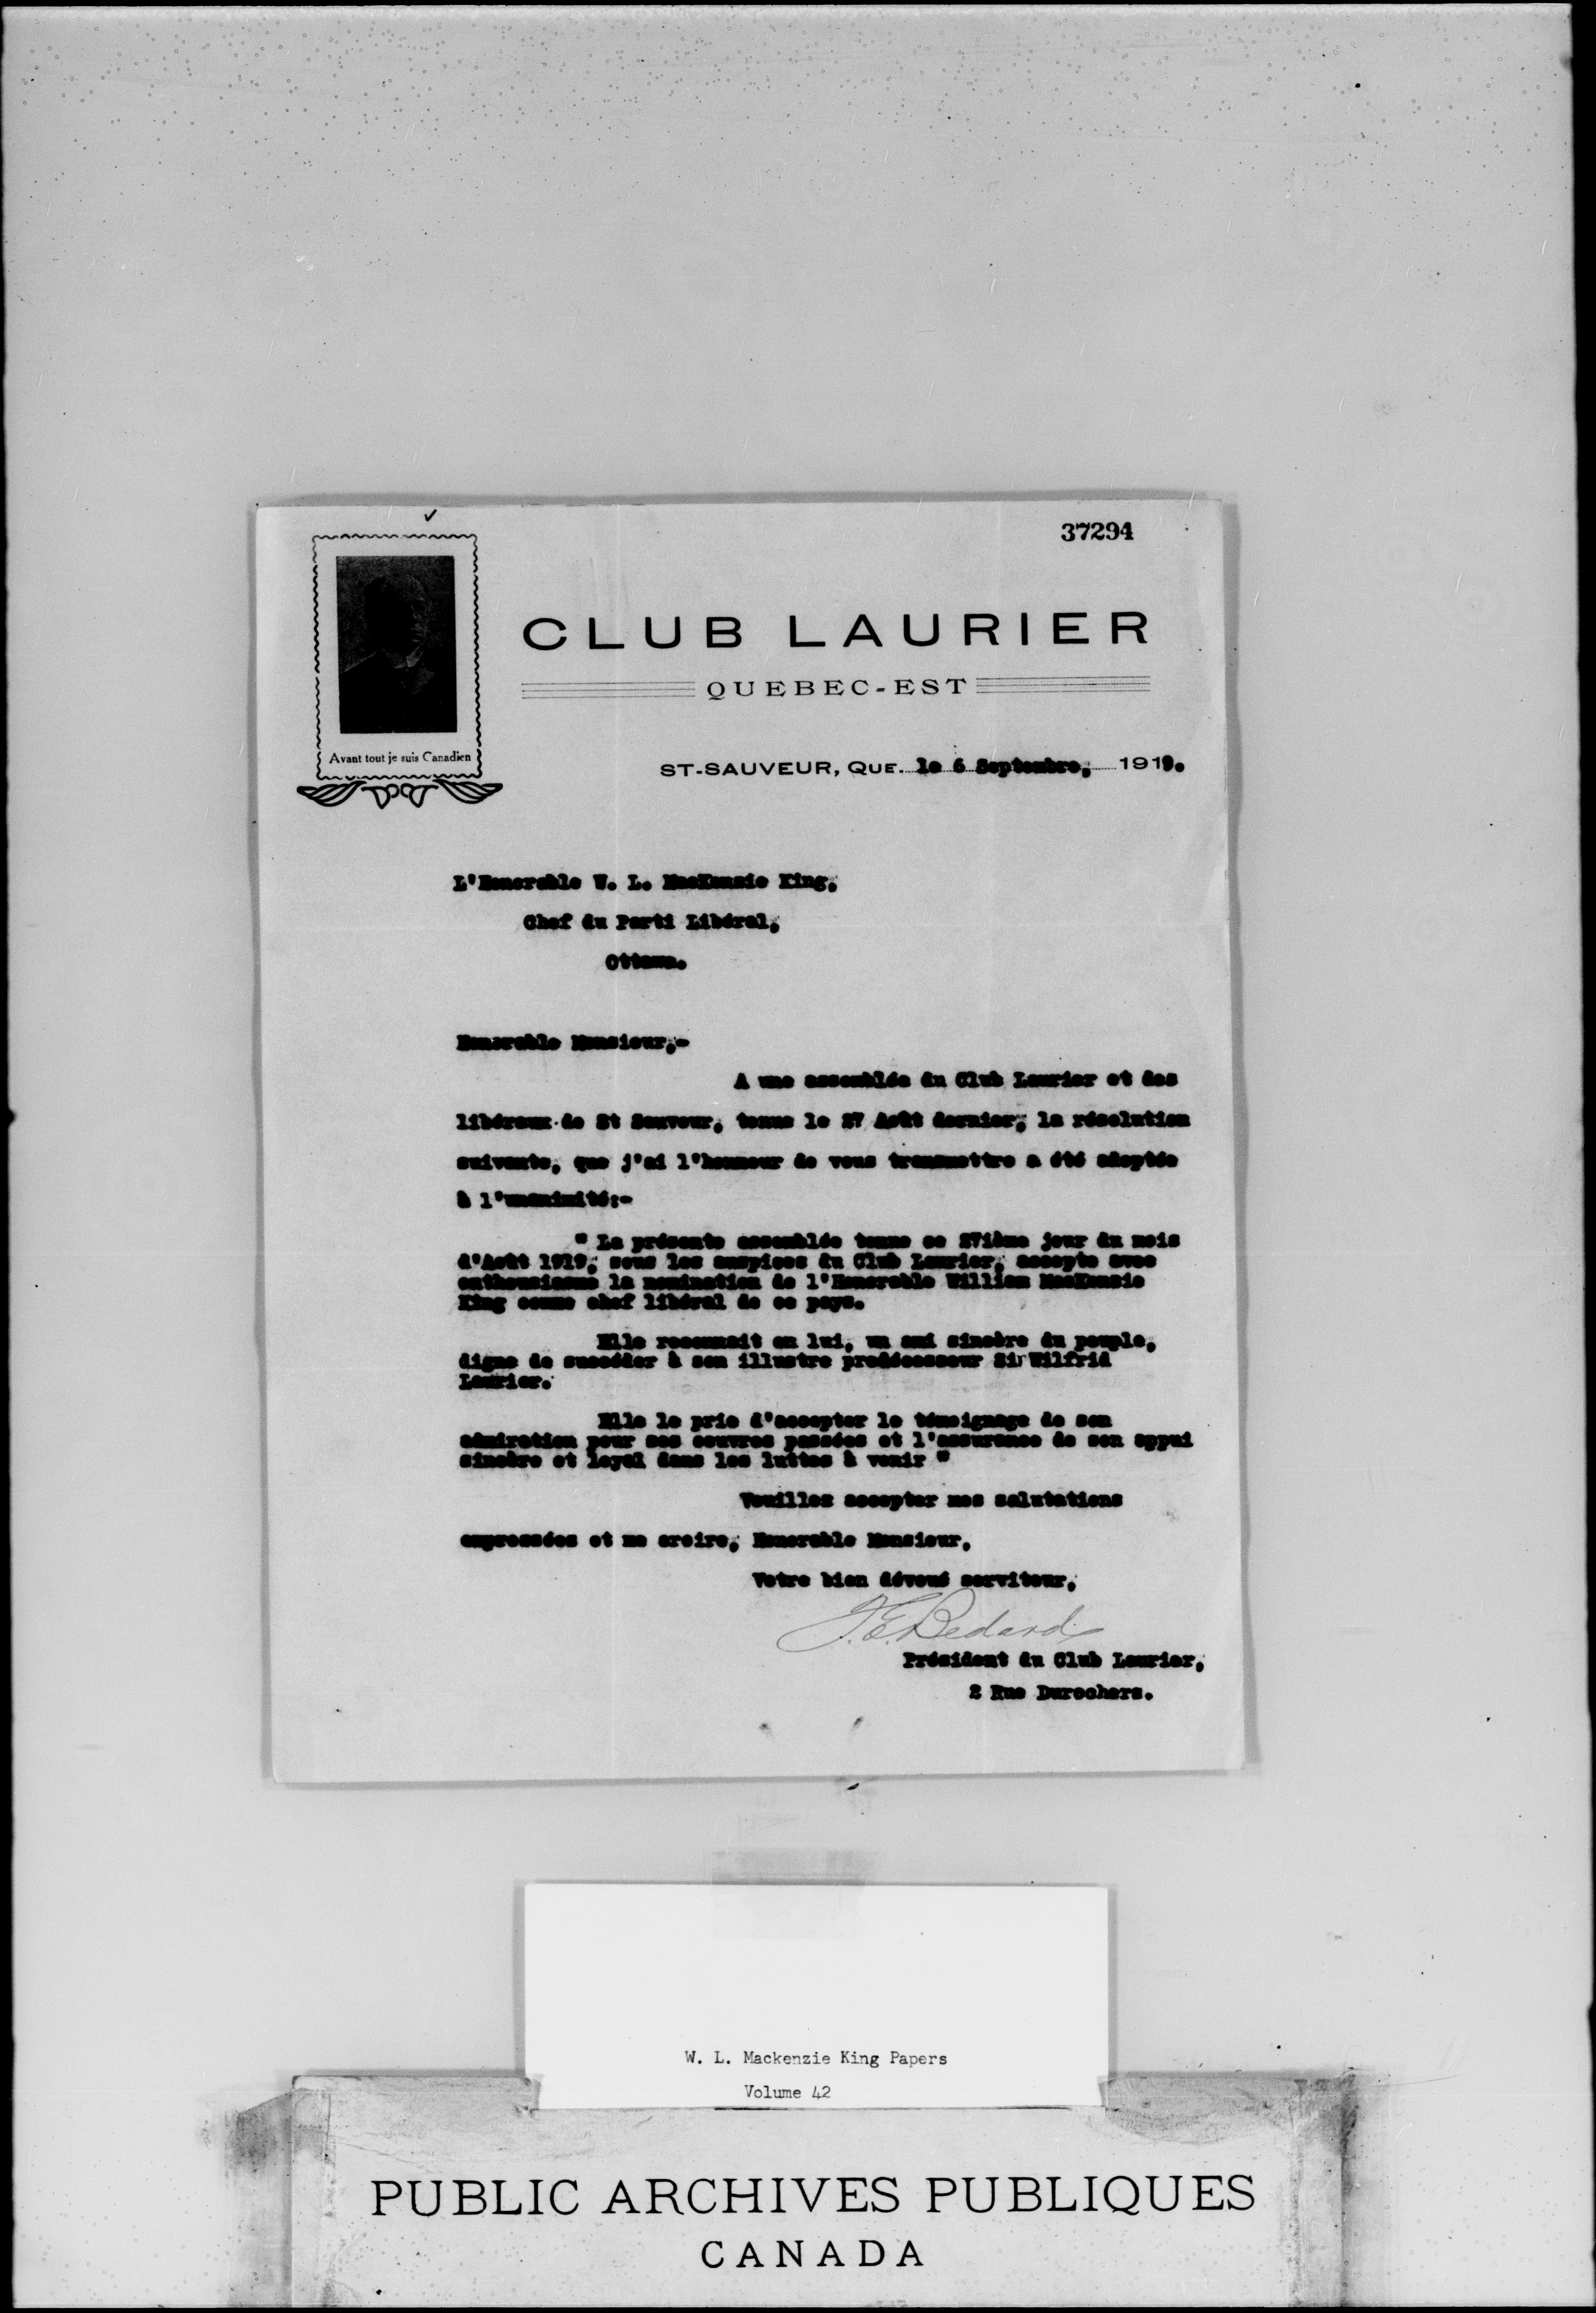 37294
CLUB LAURIER
QUEBEC-EST
Avant tout je suis Canadien
ST-SAUVEUR, QUE. le 6 Septembre, 1919.
L'Honorable W. L. MacKenzie King,
Chef du Parti Libéral,
Ottawa.
Honorable Monsieur,-
A une assemblée du Club Laurier et des
libéraux de St Sauveur, tenue le 27 Août dernier, la résolution
suivante, que j'ai l'honneur de vous transmettre a été adoptée
à l'unanimité:-
" La présente assemblée tenue ce 27ième jour du mois
d'Août 1919, sous les auspices du Club Laurier, accepte avec
enthousiasme la nomination de l'Honorable William MacKenzie
King comme chef libéral de ce pays.
Elle reconnait en lui, un ami sincère du peuple,
digne de succéder à son illustre prédécesseur Sir Wilfrid
Laurier.
Elle le prie d'accepter le témoignage de son
admiration pour ses oeuvres passées et l'assurance de son appui
sincère et loyal dans les luttes à venir "
Veuillez accepter mes salutations
empressées et me croire, Honorable Monsieur,
Votre bien dévoué serviteur,
J. E. Bedard
Président du Club Laurier,
2 Rue Durochers.
W. L. Mackenzie King Papers
Volume 42
PUBLIC ARCHIVES PUBLIQUES
CANADA